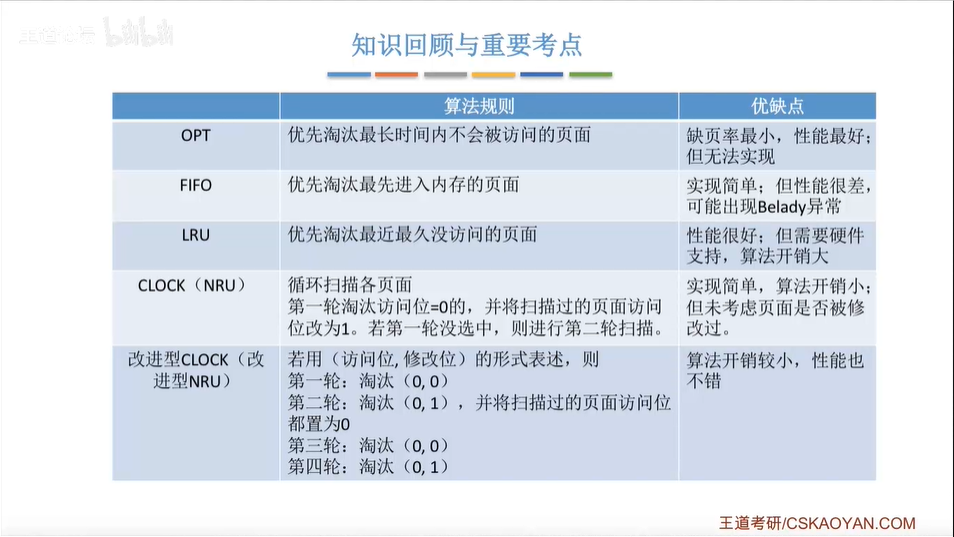 王道考研 bilibili
知识回顾与重要考点
算法规则 优缺点
OPT 优先淘汰最长时间内不会被访问的页面 缺页率最小，性能最好；
但无法实现
FIFO 优先淘汰最先进入内存的页面 实现简单；但性能很差，
可能出现Belady异常
LRU 优先淘汰最近最久没访问的页面 性能很好；但需要硬件
支持，算法开销大
CLOCK（NRU） 循环扫描各页面 实现简单，算法开销小；
第一轮淘汰访问位=0的，并将扫描过的页面访问 但未考虑页面是否被修
位改为1。若第一轮没选中，则进行第二轮扫描。 改过。
改进型CLOCK（改 若用（访问位, 修改位）的形式表述，则 算法开销较小，性能也
进型NRU） 第一轮：淘汰（0, 0） 不错
第二轮：淘汰（0, 1），并将扫描过的页面访问位
都置为0
第三轮：淘汰（0, 0）
第四轮：淘汰（0, 1）
王道考研/CSKAOYAN.COM